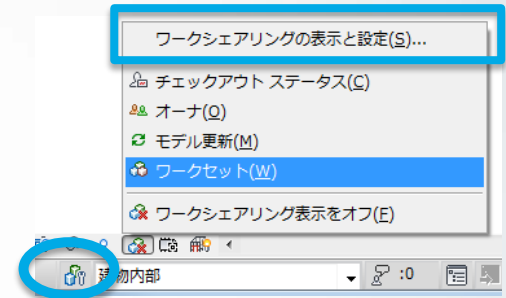 ワークシェアリングの表示と設定(S)...
チェックアウト ステータス(C)
オーナ(O)
モデル更新(M)
ワークセット(W)
ワークシェアリング表示をオフ(F)
建物内部 :0